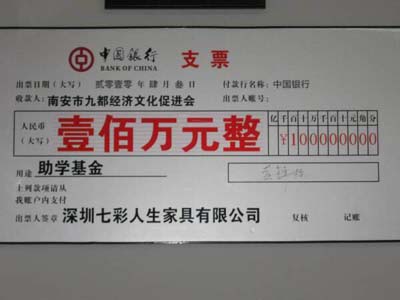 中国银行 支票
BANK OF CHINA
出票日期（大写） 贰零壹零 年 肆 月 叁 日 付款行名称：中国银行
收款人：南安市九都经济文化促进会 出票人账号：
人民币（大写） 壹佰万元整 亿千百十万千百十元角分
¥100000000
用途 助学基金
上列款项请从
我账户内支付
出票人签章 深圳七彩人生家具有限公司 复核 记账